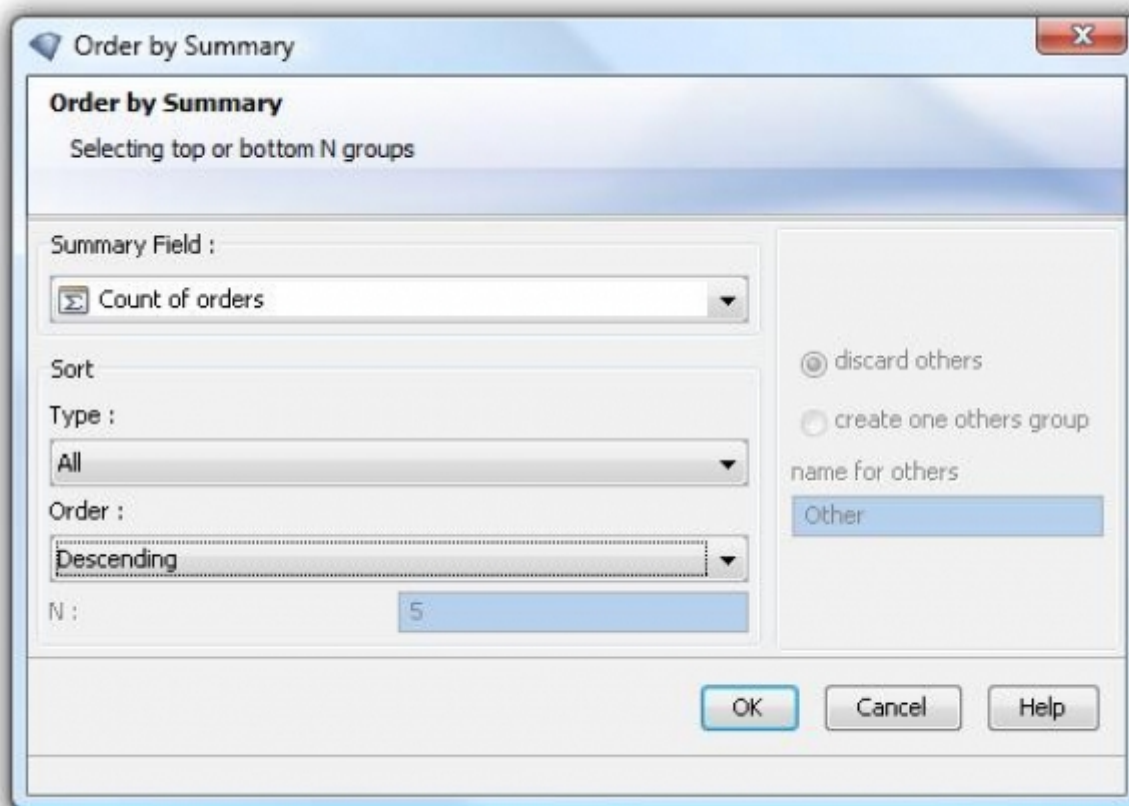 Order by Summary
Order by Summary
Selecting top or bottom N groups
Summary Field :
Count of orders
Sort
Type :
All
Order :
Descending
N :
5
discard others
create one others group
name for others
Other
OK
Cancel
Help